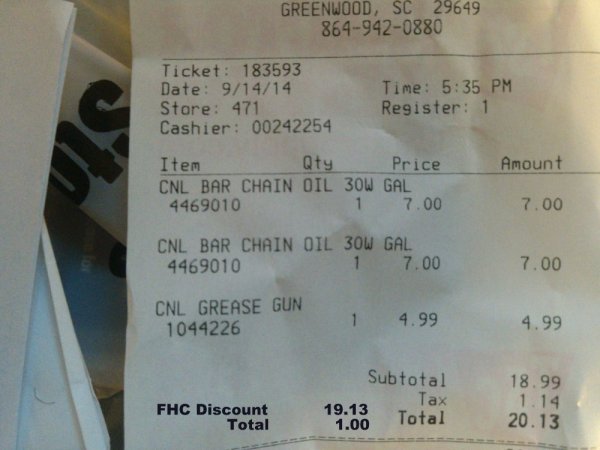 GREENWOOD, SC 29649
864-942-0880
Ticket: 183593
Date: 9/14/14 Time: 5:35 PM
Store: 471 Register: 1
Cashier: 00242254
Item Qty Price Amount
CNL BAR CHAIN OIL 30W GAL
4469010 1 7.00 7.00
CNL BAR CHAIN OIL 30W GAL
4469010 1 7.00 7.00
CNL GREASE GUN
1044226 1 4.99 4.99
Subtotal 18.99
Tax 1.14
Total 20.13
FHC Discount 19.13
Total 1.00